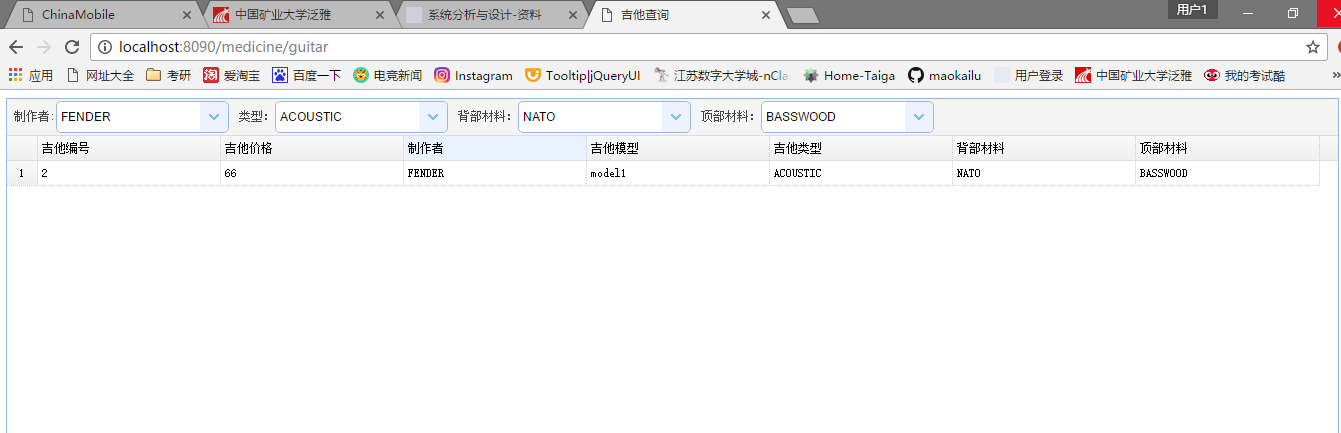 ChinaMobile 中国矿业大学泛雅 系统分析与设计-资料 吉他查询 用户1
localhost:8090/medicine/guitar
应用 网址大全 考研 淘 爱淘宝 百度一下 电竞新闻 Instagram Tooltip|jQueryUI 江苏数字大学城-nCla Home-Taiga maokailu 用户登录 中国矿业大学泛雅 我的考试酷 »
制作者: FENDER 类型: ACOUSTIC 背部材料: NATO 顶部材料: BASSWOOD
吉他编号 吉他价格 制作者 吉他模型 吉他类型 背部材料 顶部材料
1 2 66 FENDER model1 ACOUSTIC NATO BASSWOOD